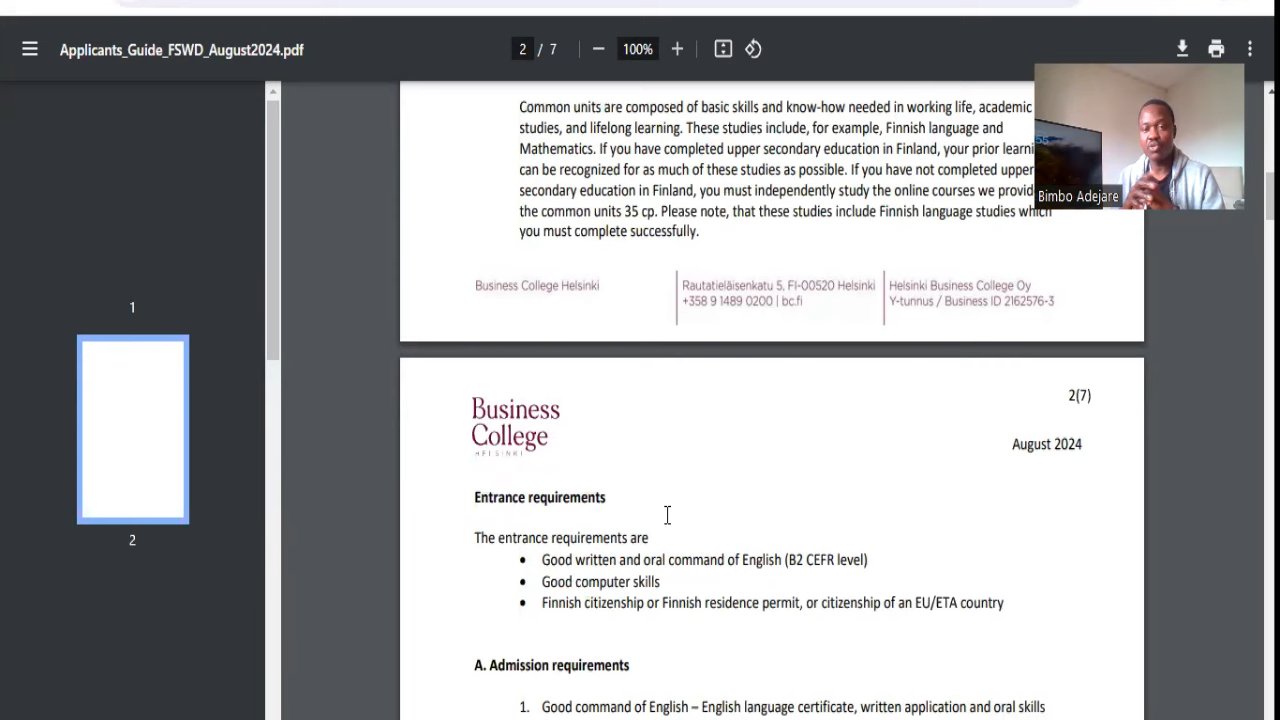 Applicants_Guide_FSWD_August2024.pdf
2 / 7
100%
Common units are composed of basic skills and know-how needed in working life, academic
studies, and lifelong learning. These studies include, for example, Finnish language and
Mathematics. If you have completed upper secondary education in Finland, your prior
can be recognized for as much of these studies as possible. If you have not completed upper
secondary education in Finland, you must independently study the online courses we
the common units 35 cp. Please note, that these studies include Finnish language studies which
you must complete successfully.
Bimbo Adejare
Business College Helsinki
Rautatieläisenkatu 5, FI-00520 Helsinki
+358 9 1489 0200 | bc.fi
Helsinki Business College Oy
Y-tunnus / Business ID 2162576-3
1
2
2(7)
Business
College
HELSINKI
August 2024
Entrance requirements
The entrance requirements are
• Good written and oral command of English (B2 CEFR level)
• Good computer skills
• Finnish citizenship or Finnish residence permit, or citizenship of an EU/ETA country
A. Admission requirements
1. Good command of English – English language certificate, written application and oral skills